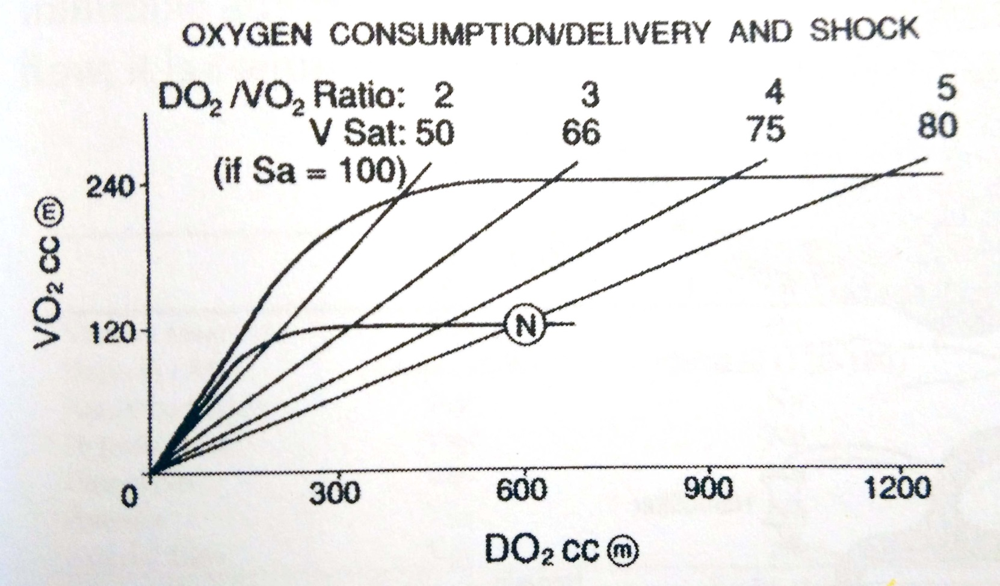 OXYGEN CONSUMPTION/DELIVERY AND SHOCK
DO₂ /VO₂ Ratio: 2 3 4 5
V Sat: 50 66 75 80
(if Sa = 100)
240
VO₂ cc ⓜ
120
N
0 300 600 900 1200
DO₂ cc ⓜ